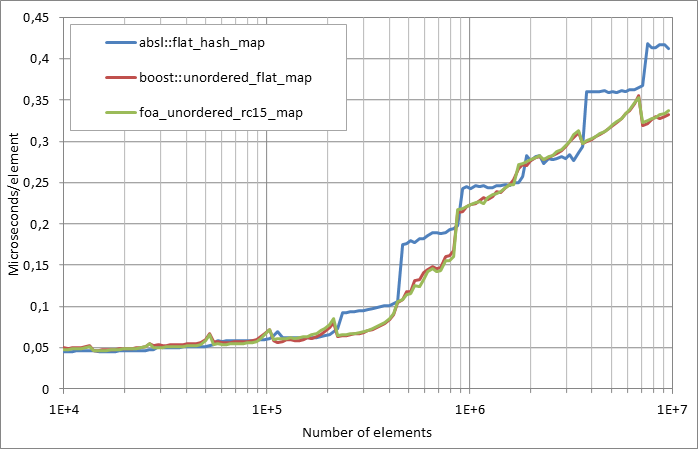 0,45
0,4
0,35
0,3
0,25
0,2
0,15
0,1
0,05
0
Microseconds/element
absl::flat_hash_map
boost::unordered_flat_map
foa_unordered_rc15_map
1E+4 1E+5 1E+6 1E+7
Number of elements